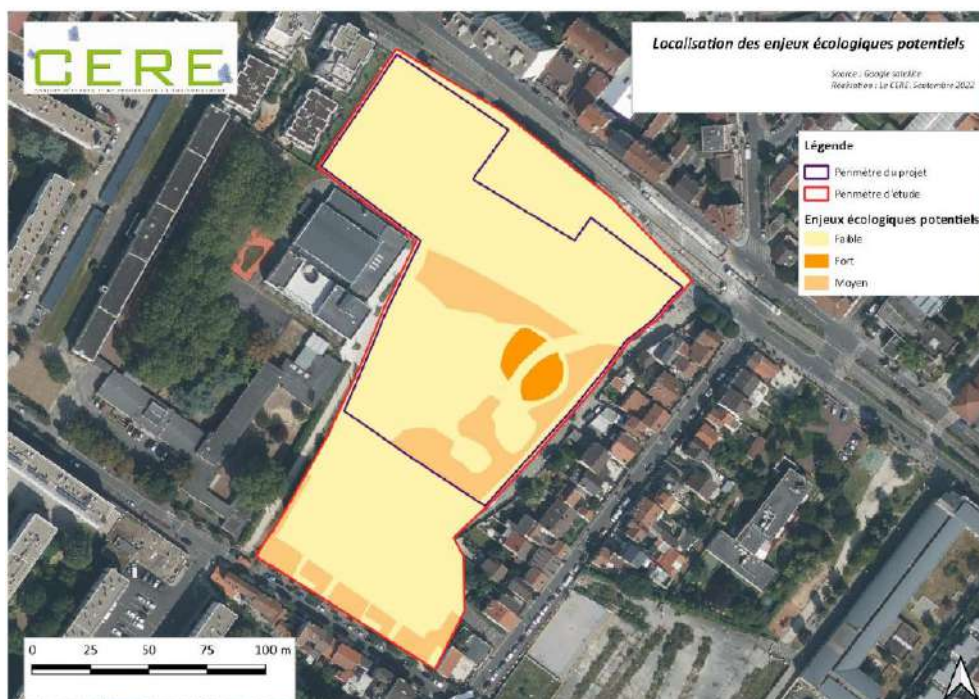 CERE
Localisation des enjeux écologiques potentiels
Source : Google satellite
Réalisation : Le CERE, Septembre 2022
Légende
Périmètre du projet
Périmètre d'étude
Enjeux écologiques potentiels
Faible
Fort
Moyen
0 25 50 75 100 m